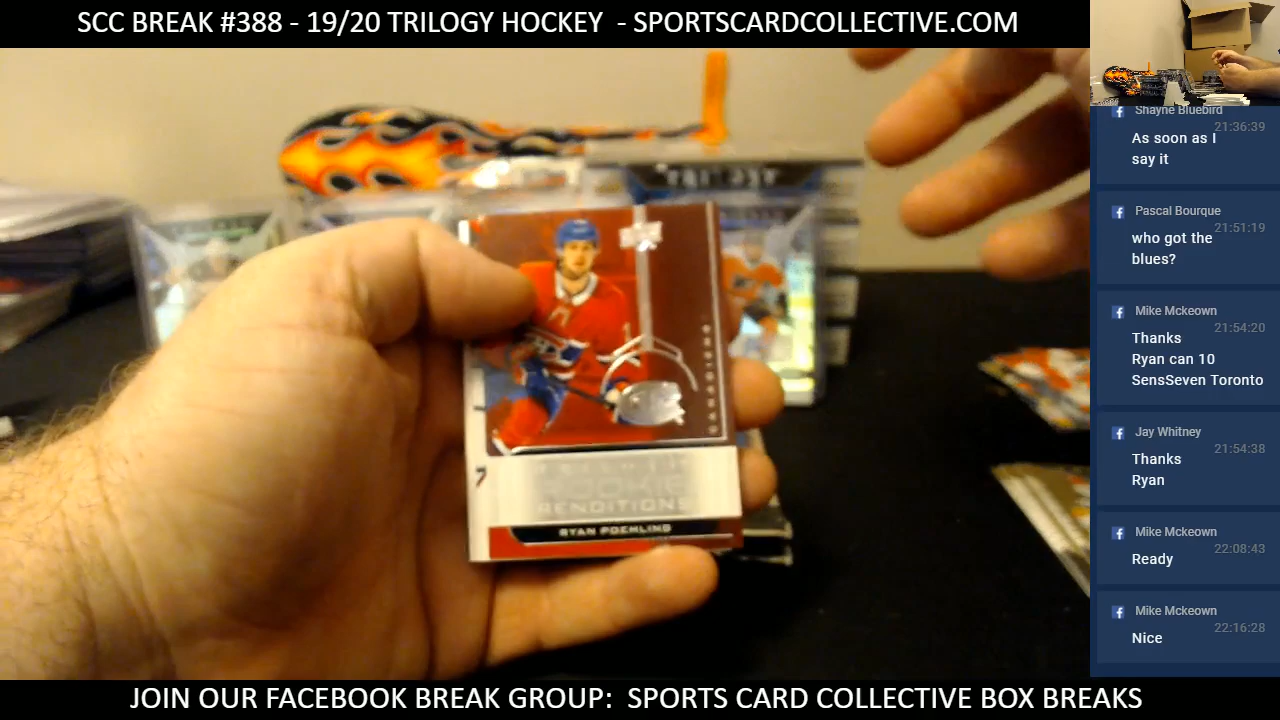 SCC BREAK #388 - 19/20 TRILOGY HOCKEY - SPORTSCARDCOLLECTIVE.COM
Shayne Bluebird
21:36:39
As soon as I
say it
Pascal Bourque
21:51:19
who got the
blues?
Mike Mckeown
21:54:20
Thanks
Ryan can 10
SensSeven Toronto
Jay Whitney
21:54:38
Thanks
Ryan
Mike Mckeown
22:08:43
Ready
Mike Mckeown
22:16:28
Nice
TRILOGY
CANADIENS
ROOKIE
RENDITIONS
RYAN POEHLING
JOIN OUR FACEBOOK BREAK GROUP: SPORTS CARD COLLECTIVE BOX BREAKS